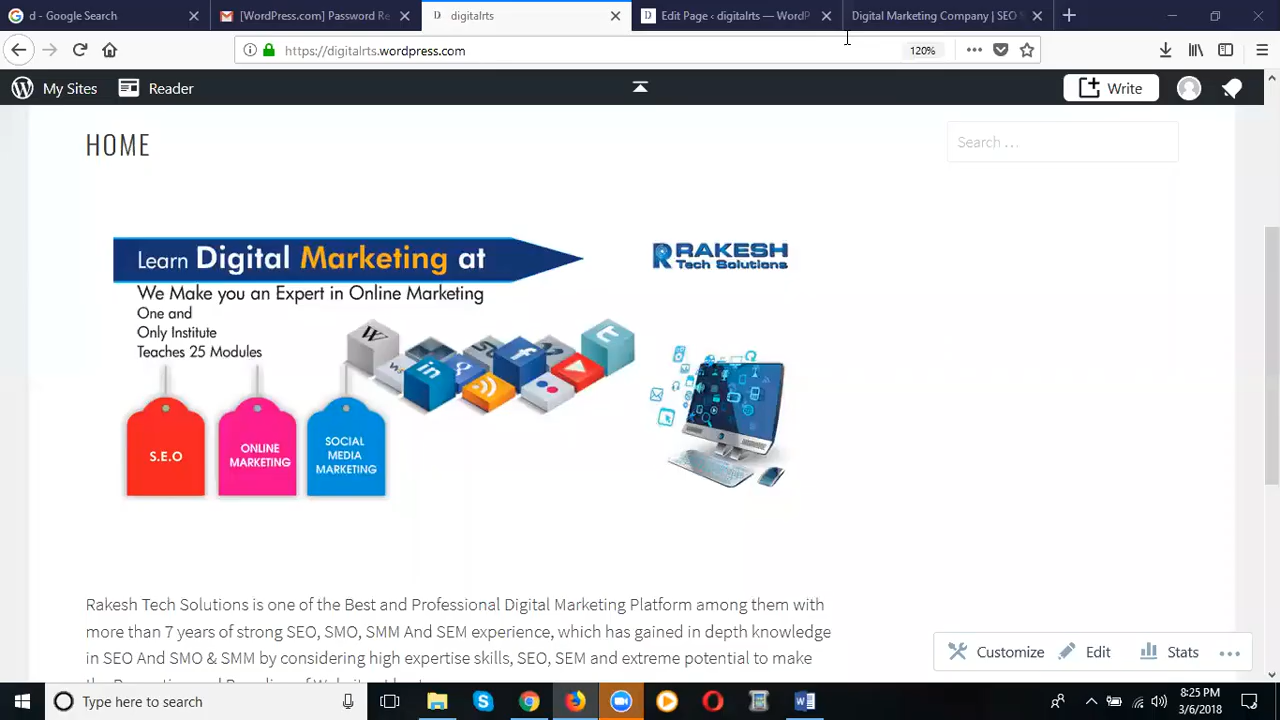 d - Google Search
[WordPress.com] Password Re
D digitalrts
D Edit Page ‹ digitalrts — WordP
Digital Marketing Company | SEO
https://digitalrts.wordpress.com
120%
My Sites
Reader
Write
HOME
Search …
Learn Digital Marketing at
RAKESH
Tech Solutions
We Make you an Expert in Online Marketing
One and
Only Institute
Teaches 25 Modules
S.E.O
ONLINE
MARKETING
SOCIAL
MEDIA
MARKETING
Rakesh Tech Solutions is one of the Best and Professional Digital Marketing Platform among them with
more than 7 years of strong SEO, SMO, SMM And SEM experience, which has gained in depth knowledge
in SEO And SMO & SMM by considering high expertise skills, SEO, SEM and extreme potential to make
Customize
Edit
Stats
Type here to search
8:25 PM
3/6/2018